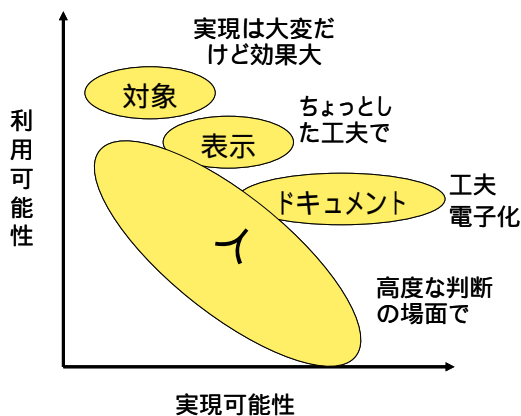 実現は大変だ
けど効果大
対象
ちょっとし
た工夫で
表示
利用可能性
ドキュメント
工夫
電子化
人
高度な判断
の場面で
実現可能性